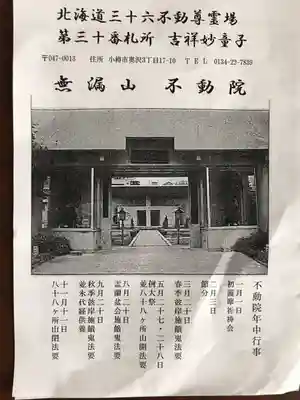 北海道三十六不動尊霊場
第三十番札所 吉祥妙童子
〒047-0013 住所 小樽市奥沢3丁目17-10 TEL 0134-22-7839
無漏山 不動院
不動院年中行事
一月一日
初護摩祈祷会
二月三日
節分
三月二十日
春季彼岸施餓鬼法要
五月二十七・二十八日
例大祭
並八十八ヶ所山開法要
八月二十日
盂蘭盆会施餓鬼法要
九月二十日
秋季彼岸施餓鬼法要
並永代経供養
十一月十一日
八十八ヶ所山閉法要